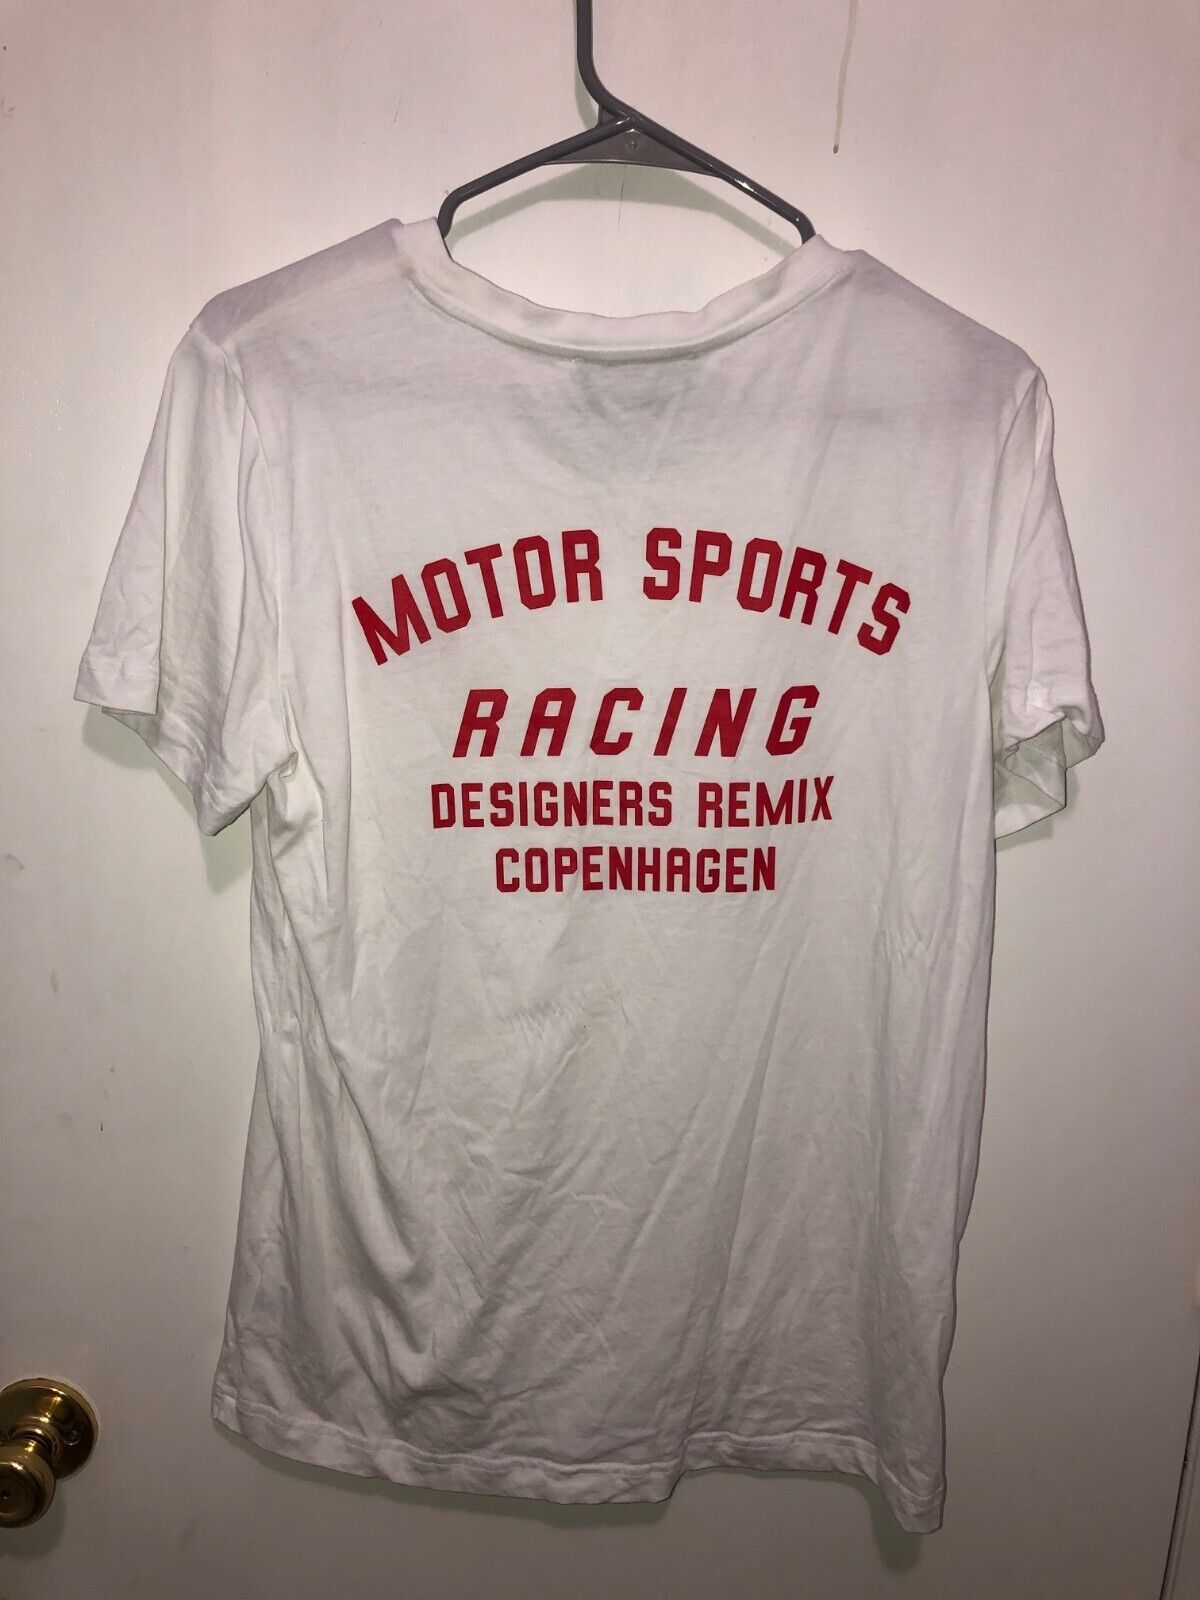 MOTOR SPORTS
RACING
DESIGNERS REMIX
COPENHAGEN